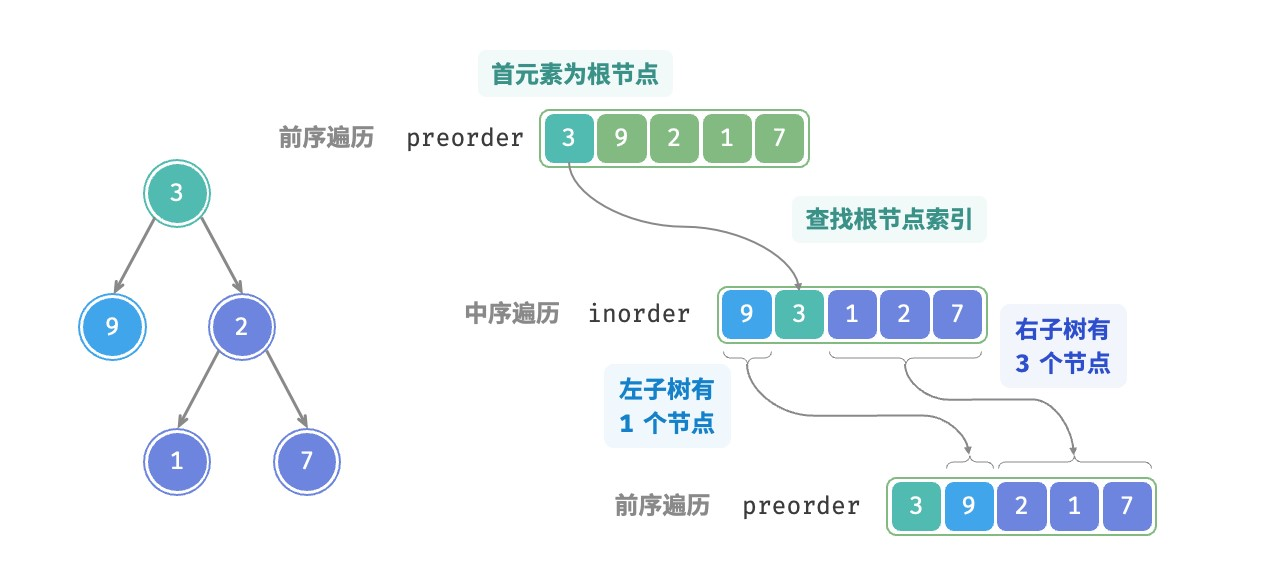 首元素为根节点
前序遍历 preorder 3 9 2 1 7
3
查找根节点索引
9 2
中序遍历 inorder 9 3 1 2 7
右子树有
3 个节点
左子树有
1 个节点
1 7
前序遍历 preorder 3 9 2 1 7